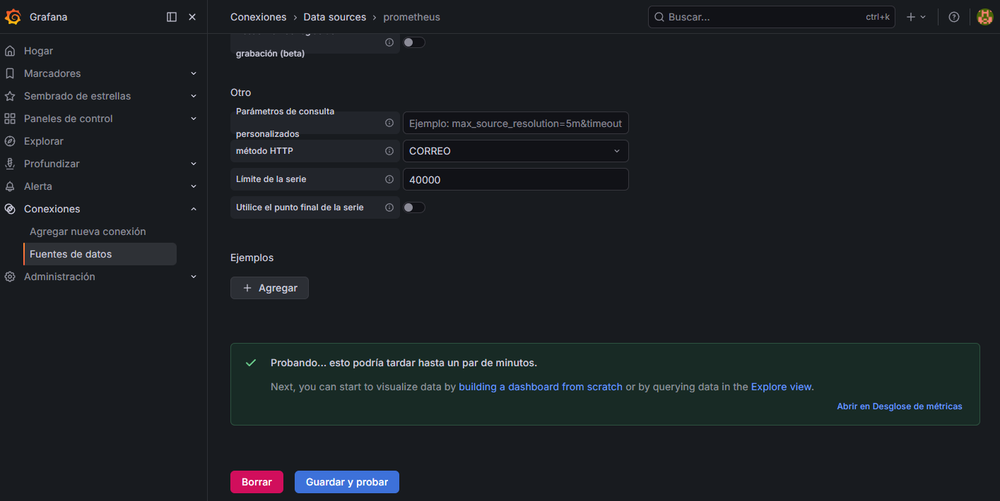 Grafana
Conexiones › Data sources › prometheus
Buscar...
ctrl+k
Hogar
Marcadores
Sembrado de estrellas
Paneles de control
Explorar
Profundizar
Alerta
Conexiones
Agregar nueva conexión
Fuentes de datos
Administración
grabación (beta)
Otro
Parámetros de consulta
personalizados
Ejemplo: max_source_resolution=5m&timeout
método HTTP
CORREO
Límite de la serie
40000
Utilice el punto final de la serie
Ejemplos
Agregar
Probando... esto podría tardar hasta un par de minutos.
Next, you can start to visualize data by building a dashboard from scratch or by querying data in the Explore view.
Abrir en Desglose de métricas
Borrar
Guardar y probar